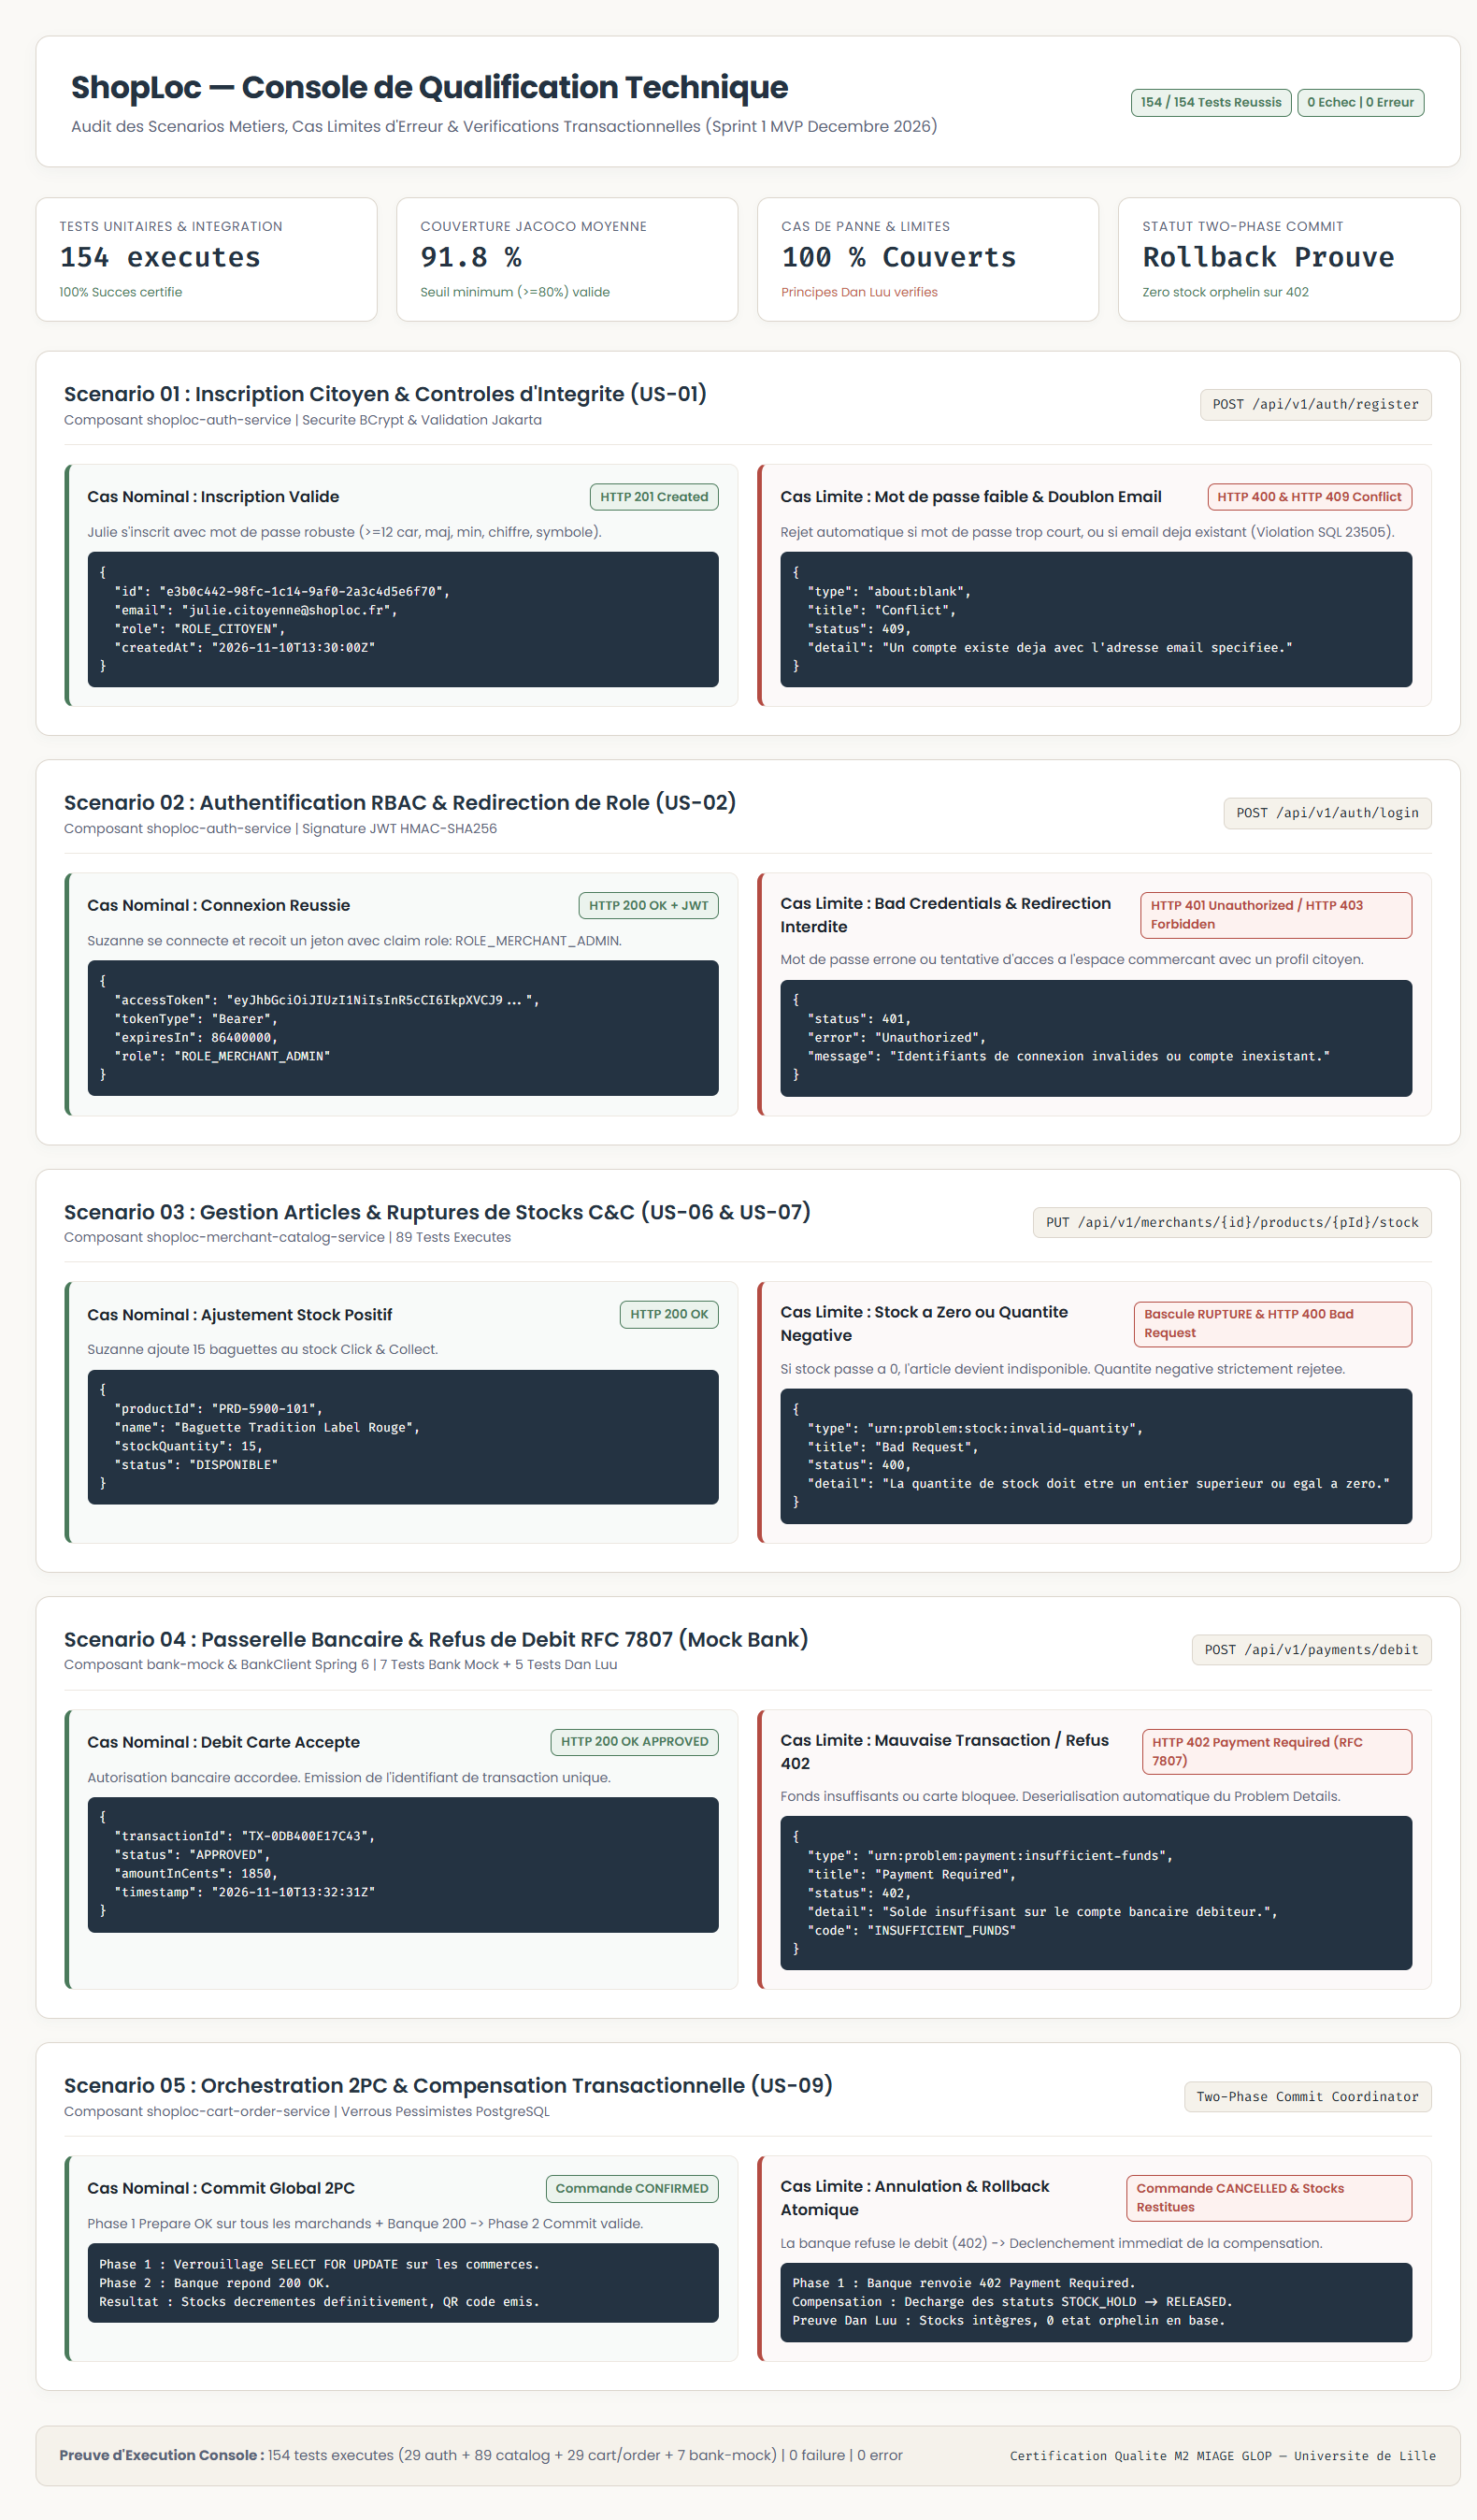 ShopLoc — Console de Qualification Technique
Audit des Scenarios Metiers, Cas Limites d'Erreur & Verifications Transactionnelles (Sprint 1 MVP Decembre 2026)
154 / 154 Tests Reussis
0 Echec | 0 Erreur
TESTS UNITAIRES & INTEGRATION
154 executes
100% Succes certifie
COUVERTURE JACOCO MOYENNE
91.8 %
Seuil minimum (>=80%) valide
CAS DE PANNE & LIMITES
100 % Couverts
Principes Dan Luu verifies
STATUT TWO-PHASE COMMIT
Rollback Prouve
Zero stock orphelin sur 402
Scenario 01 : Inscription Citoyen & Controles d'Integrite (US-01)
Composant shoploc-auth-service | Securite BCrypt & Validation Jakarta
POST /api/v1/auth/register
Cas Nominal : Inscription Valide
HTTP 201 Created
Julie s'inscrit avec mot de passe robuste (>=12 car, maj, min, chiffre, symbole).
{
"id": "e3b0c442-98fc-1c14-9af0-2a3c4d5e6f70",
"email": "julie.citoyenne@shoploc.fr",
"role": "ROLE_CITOYEN",
"createdAt": "2026-11-10T13:30:00Z"
}
Cas Limite : Mot de passe faible & Doublon Email
HTTP 400 & HTTP 409 Conflict
Rejet automatique si mot de passe trop court, ou si email deja existant (Violation SQL 23505).
{
"type": "about:blank",
"title": "Conflict",
"status": 409,
"detail": "Un compte existe deja avec l'adresse email specifiee."
}
Scenario 02 : Authentification RBAC & Redirection de Role (US-02)
Composant shoploc-auth-service | Signature JWT HMAC-SHA256
POST /api/v1/auth/login
Cas Nominal : Connexion Reussie
HTTP 200 OK + JWT
Suzanne se connecte et recoit un jeton avec claim role: ROLE_MERCHANT_ADMIN.
{
"accessToken": "eyJhbGciOiJIUzI1NiIsInR5cCI6IkpXVCJ9...",
"tokenType": "Bearer",
"expiresIn": 86400000,
"role": "ROLE_MERCHANT_ADMIN"
}
Cas Limite : Bad Credentials & Redirection
Interdite
HTTP 401 Unauthorized / HTTP 403
Forbidden
Mot de passe errone ou tentative d'acces a l'espace commercant avec un profil citoyen.
{
"status": 401,
"error": "Unauthorized",
"message": "Identifiants de connexion invalides ou compte inexistant."
}
Scenario 03 : Gestion Articles & Ruptures de Stocks C&C (US-06 & US-07)
Composant shoploc-merchant-catalog-service | 89 Tests Executes
PUT /api/v1/merchants/{id}/products/{pId}/stock
Cas Nominal : Ajustement Stock Positif
HTTP 200 OK
Suzanne ajoute 15 baguettes au stock Click & Collect.
{
"productId": "PRD-5900-101",
"name": "Baguette Tradition Label Rouge",
"stockQuantity": 15,
"status": "DISPONIBLE"
}
Cas Limite : Stock a Zero ou Quantite
Negative
Bascule RUPTURE & HTTP 400 Bad
Request
Si stock passe a 0, l'article devient indisponible. Quantite negative strictement rejetee.
{
"type": "urn:problem:stock:invalid-quantity",
"title": "Bad Request",
"status": 400,
"detail": "La quantite de stock doit etre un entier superieur ou egal a zero."
}
Scenario 04 : Passerelle Bancaire & Refus de Debit RFC 7807 (Mock Bank)
Composant bank-mock & BankClient Spring 6 | 7 Tests Bank Mock + 5 Tests Dan Luu
POST /api/v1/payments/debit
Cas Nominal : Debit Carte Accepte
HTTP 200 OK APPROVED
Autorisation bancaire accordee. Emission de l'identifiant de transaction unique.
{
"transactionId": "TX-0DB400E17C43",
"status": "APPROVED",
"amountInCents": 1850,
"timestamp": "2026-11-10T13:32:31Z"
}
Cas Limite : Mauvaise Transaction / Refus
402
HTTP 402 Payment Required (RFC
7807)
Fonds insuffisants ou carte bloquee. Deserialisation automatique du Problem Details.
{
"type": "urn:problem:payment:insufficient-funds",
"title": "Payment Required",
"status": 402,
"detail": "Solde insuffisant sur le compte bancaire debiteur.",
"code": "INSUFFICIENT_FUNDS"
}
Scenario 05 : Orchestration 2PC & Compensation Transactionnelle (US-09)
Composant shoploc-cart-order-service | Verrous Pessimistes PostgreSQL
Two-Phase Commit Coordinator
Cas Nominal : Commit Global 2PC
Commande CONFIRMED
Phase 1 Prepare OK sur tous les marchands + Banque 200 -> Phase 2 Commit valide.
Phase 1 : Verrouillage SELECT FOR UPDATE sur les commerces.
Phase 2 : Banque repond 200 OK.
Resultat : Stocks decrementes definitivement, QR code emis.
Cas Limite : Annulation & Rollback
Atomique
Commande CANCELLED & Stocks
Restitues
La banque refuse le debit (402) -> Declenchement immediat de la compensation.
Phase 1 : Banque renvoie 402 Payment Required.
Compensation : Decharge des statuts STOCK_HOLD -> RELEASED.
Preuve Dan Luu : Stocks intègres, 0 etat orphelin en base.
Preuve d'Execution Console : 154 tests executes (29 auth + 89 catalog + 29 cart/order + 7 bank-mock) | 0 failure | 0 error
Certification Qualite M2 MIAGE GLOP — Universite de Lille